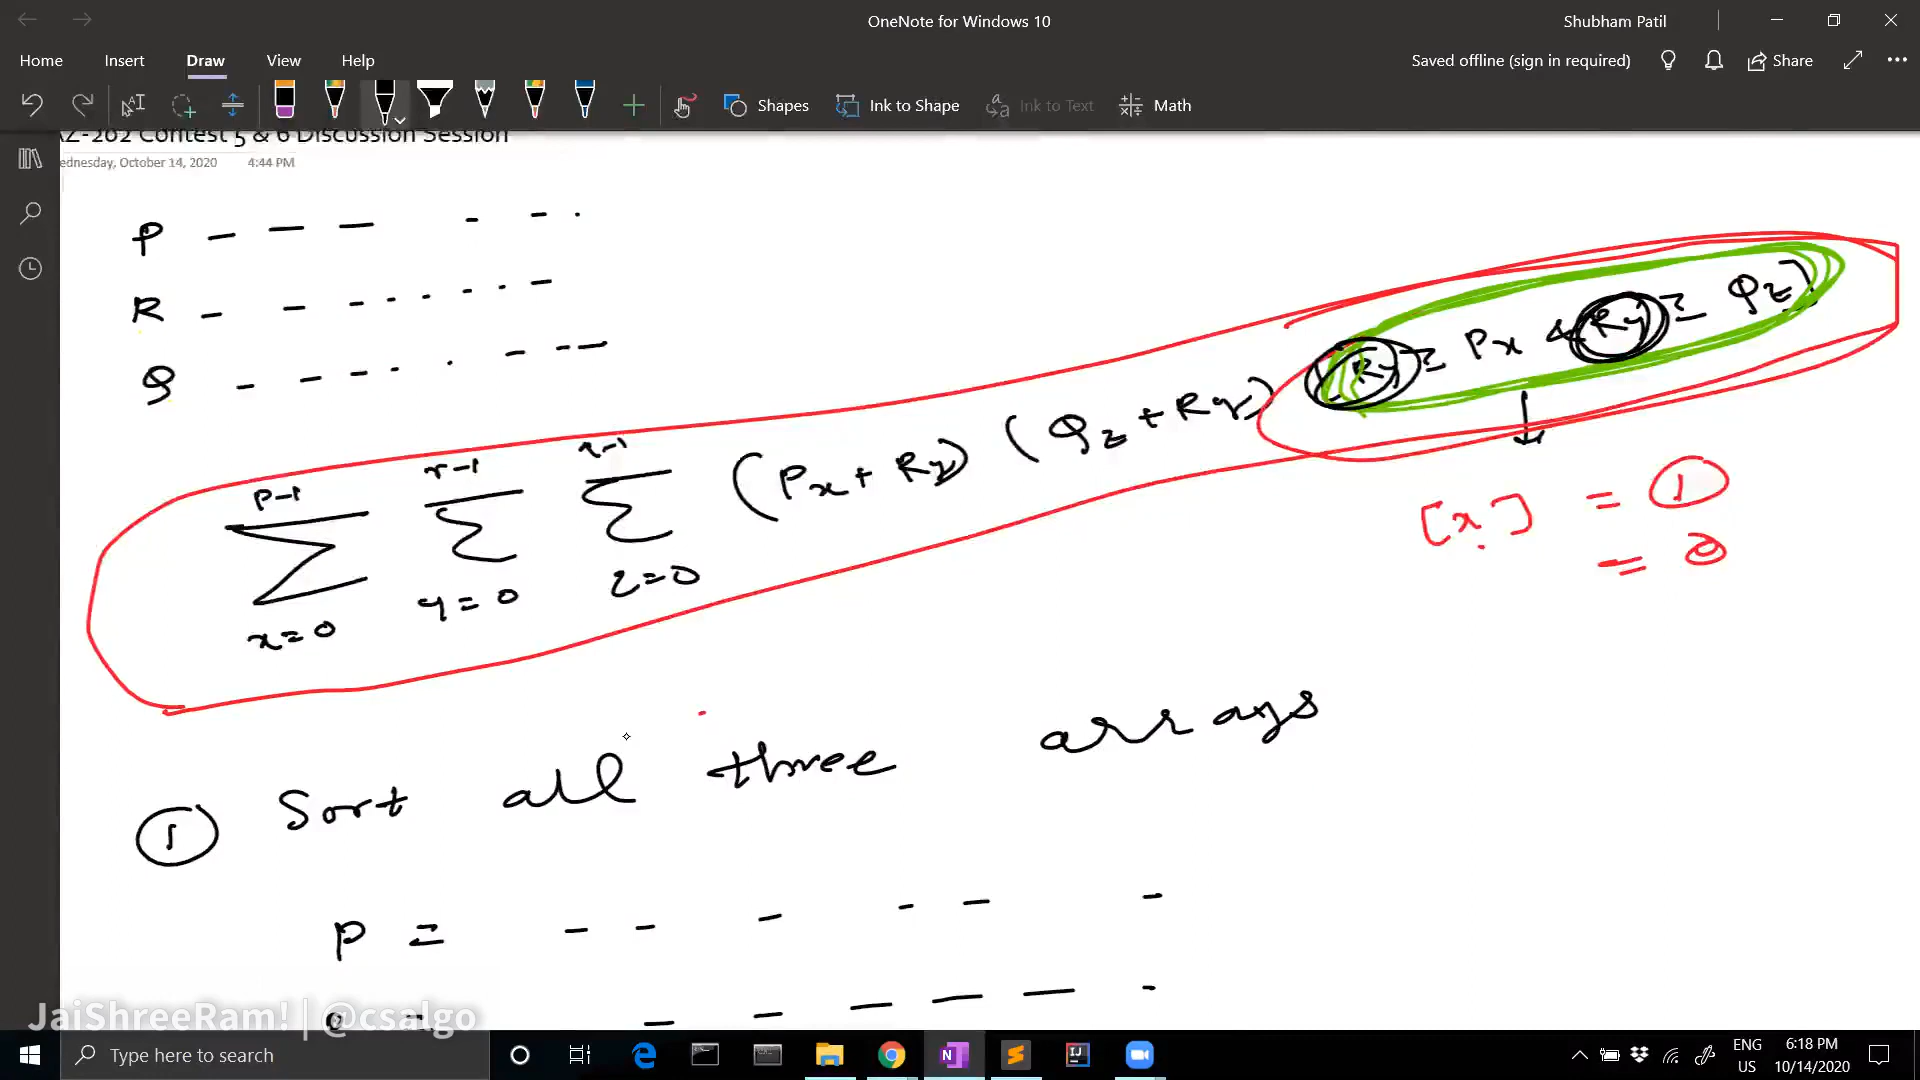 OneNote for Windows 10
Shubham Patil
Home Insert Draw View Help
Saved offline (sign in required) Share
Shapes Ink to Shape Ink to Text Math
AZ-202 Contest 5 & 6 Discussion Session
ednesday, October 14, 2020 4:44 PM
P
R
Q
[Ry ≥ Px & Ry ≥ Qz]
p-1 r-1
∑ ∑ ∑ (Px + Ry) (Qz + Ry)
x=0 y=0 z=0
[x] = 1
= 0
1 Sort all three arrays
P =
JaiShreeRam! | @csalgo
Type here to search
ENG
US
6:18 PM
10/14/2020